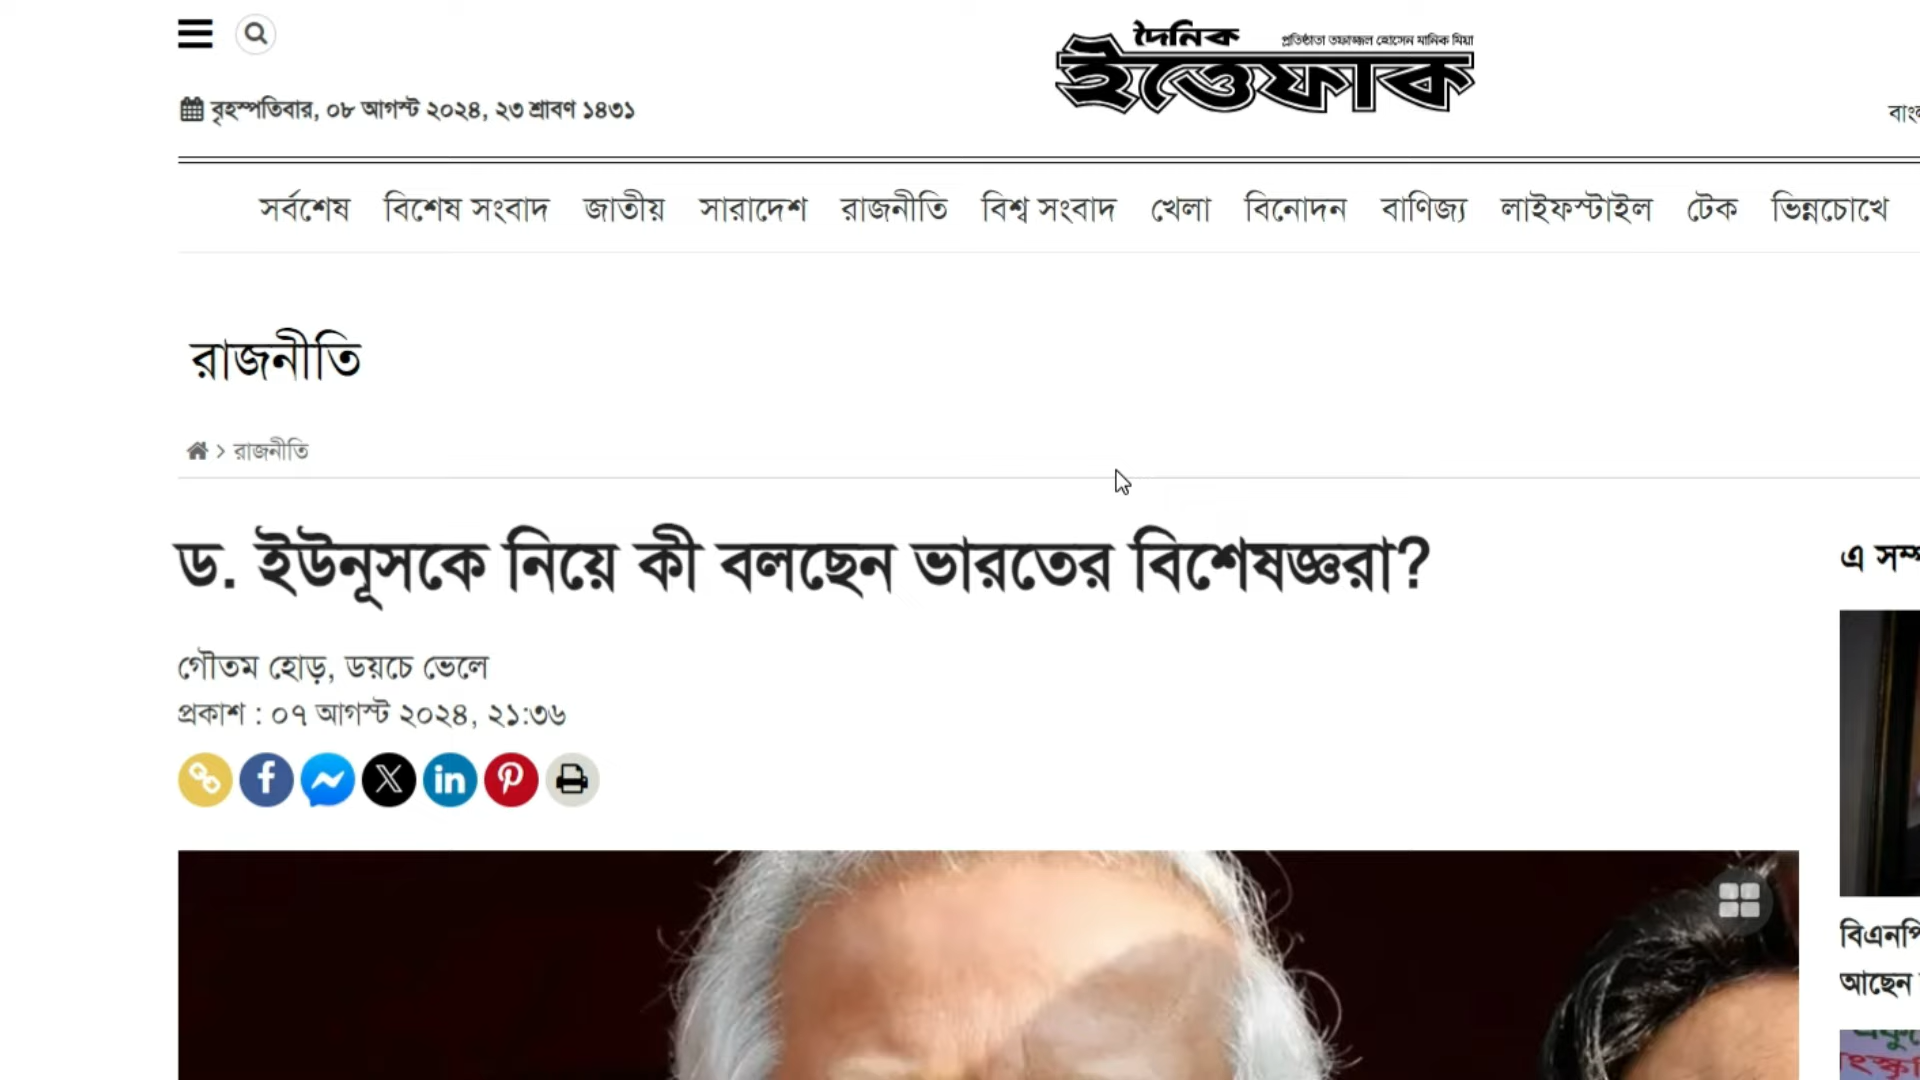 দৈনিক
প্রতিষ্ঠাতা তফাজ্জল হোসেন মানিক মিয়া
ইত্তেফাক
বৃহস্পতিবার, ০৮ আগস্ট ২০২৪, ২৩ শ্রাবণ ১৪৩১
সর্বশেষ বিশেষ সংবাদ জাতীয় সারাদেশ রাজনীতি বিশ্ব সংবাদ খেলা বিনোদন বাণিজ্য লাইফস্টাইল টেক ভিন্নচোখে
রাজনীতি
> রাজনীতি
ড. ইউনূসকে নিয়ে কী বলছেন ভারতের বিশেষজ্ঞরা?
গৌতম হোড়, ডয়চে ভেলে
প্রকাশ : ০৭ আগস্ট ২০২৪, ২১:৩৬
এ
আছেন